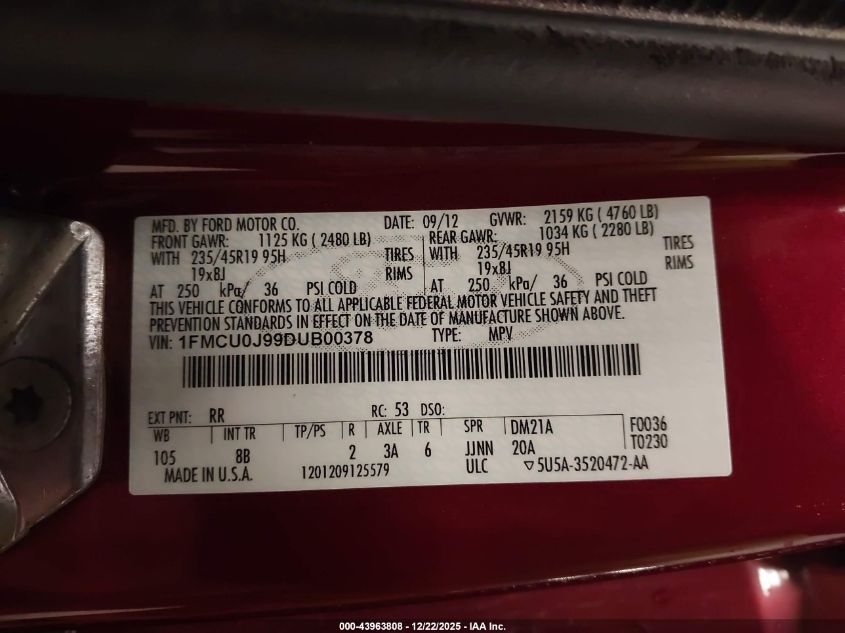 MFD. BY FORD MOTOR CO. DATE: 09/12 GVWR: 2159 KG ( 4760 LB)
FRONT GAWR: 1125 KG ( 2480 LB) REAR GAWR: 1034 KG ( 2280 LB)
WITH 235/45R19 95H TIRES WITH 235/45R19 95H TIRES
19x8J RIMS 19x8J RIMS
AT 250 kPa/ 36 PSI COLD AT 250 kPa/ 36 PSI COLD
THIS VEHICLE CONFORMS TO ALL APPLICABLE FEDERAL MOTOR VEHICLE SAFETY AND THEFT
PREVENTION STANDARDS IN EFFECT ON THE DATE OF MANUFACTURE SHOWN ABOVE.
VIN: 1FMCU0J99DUB00378 TYPE: MPV
EXT PNT: RR RC: 53 DSO:
WB INT TR TP/PS R AXLE TR SPR DM21A F0036
105 8B 2 3A 6 JJNN 20A T0230
MADE IN U.S.A. 1201209125579 ULC ▽5U5A-3520472-AA
000-43963808 - 12/22/2025 - IAA Inc.